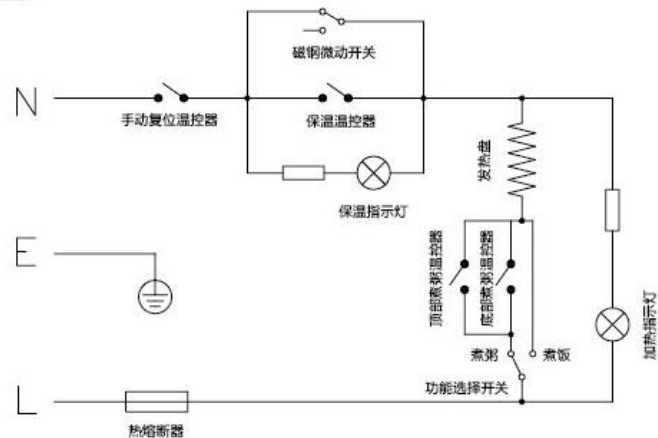 磁钢微动开关
N
手动复位温控器
保温温控器
发热盘
保温指示灯
E
顶部煮粥温控器
底部煮粥温控器
加热指示灯
煮粥
煮饭
功能选择开关
L
热熔断器